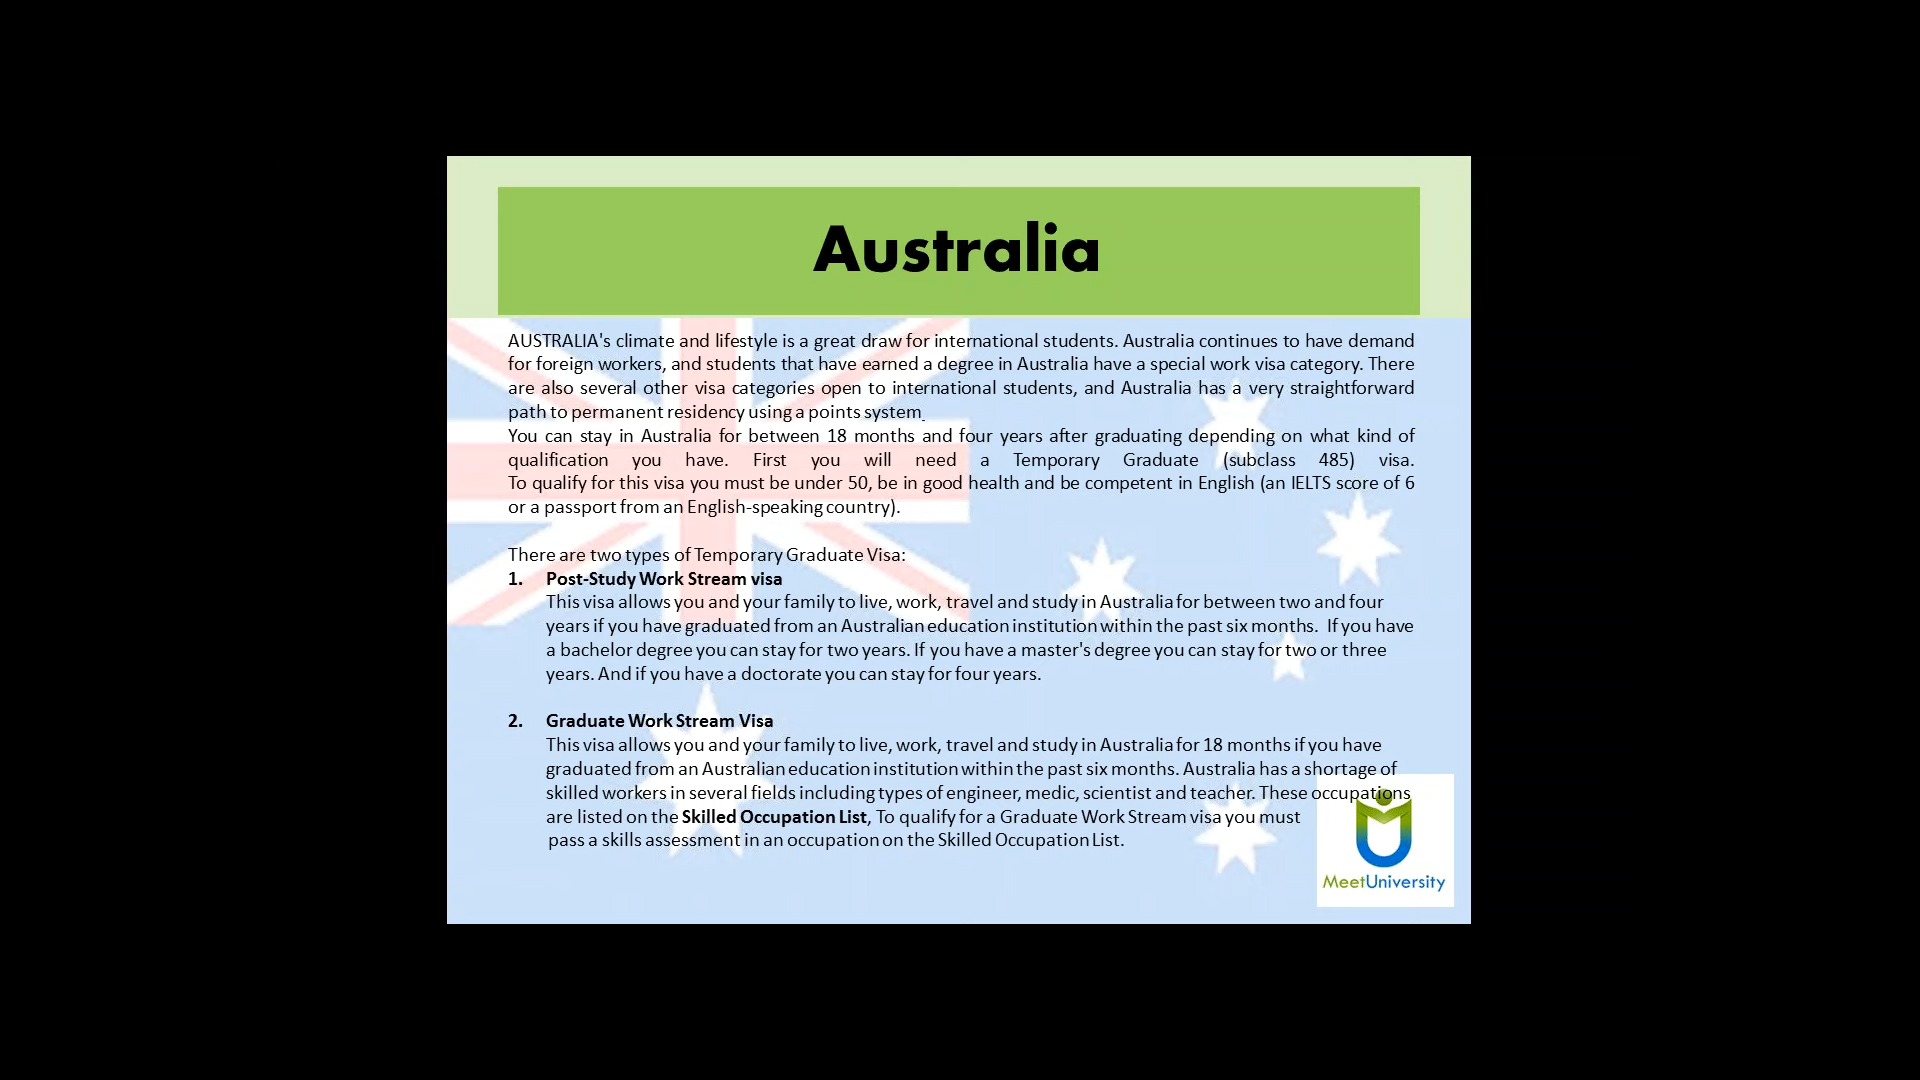 Australia
AUSTRALIA's climate and lifestyle is a great draw for international students. Australia continues to have demand
for foreign workers, and students that have earned a degree in Australia have a special work visa category. There
are also several other visa categories open to international students, and Australia has a very straightforward
path to permanent residency using a points system.
You can stay in Australia for between 18 months and four years after graduating depending on what kind of
qualification you have. First you will need a Temporary Graduate (subclass 485) visa.
To qualify for this visa you must be under 50, be in good health and be competent in English (an IELTS score of 6
or a passport from an English-speaking country).
There are two types of Temporary Graduate Visa:
1. Post-Study Work Stream visa
This visa allows you and your family to live, work, travel and study in Australia for between two and four
years if you have graduated from an Australian education institution within the past six months. If you have
a bachelor degree you can stay for two years. If you have a master's degree you can stay for two or three
years. And if you have a doctorate you can stay for four years.
2. Graduate Work Stream Visa
This visa allows you and your family to live, work, travel and study in Australia for 18 months if you have
graduated from an Australian education institution within the past six months. Australia has a shortage of
skilled workers in several fields including types of engineer, medic, scientist and teacher. These occupations
are listed on the Skilled Occupation List, To qualify for a Graduate Work Stream visa you must
pass a skills assessment in an occupation on the Skilled Occupation List.
MeetUniversity